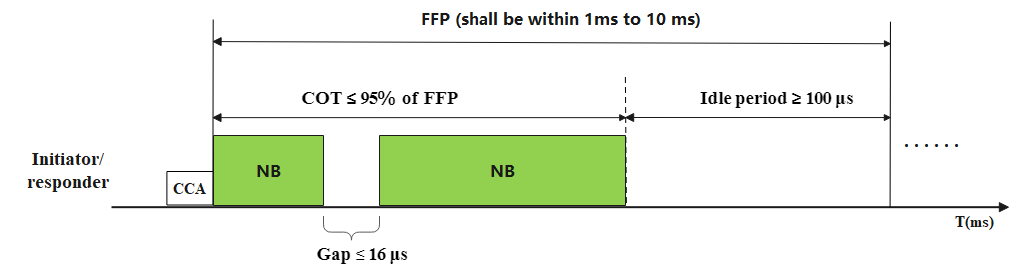 FFP (shall be within 1ms to 10 ms)
COT ≤ 95% of FFP
Idle period ≥ 100 μs
Initiator/
responder
CCA
NB
NB
······
T(ms)
Gap ≤ 16 μs